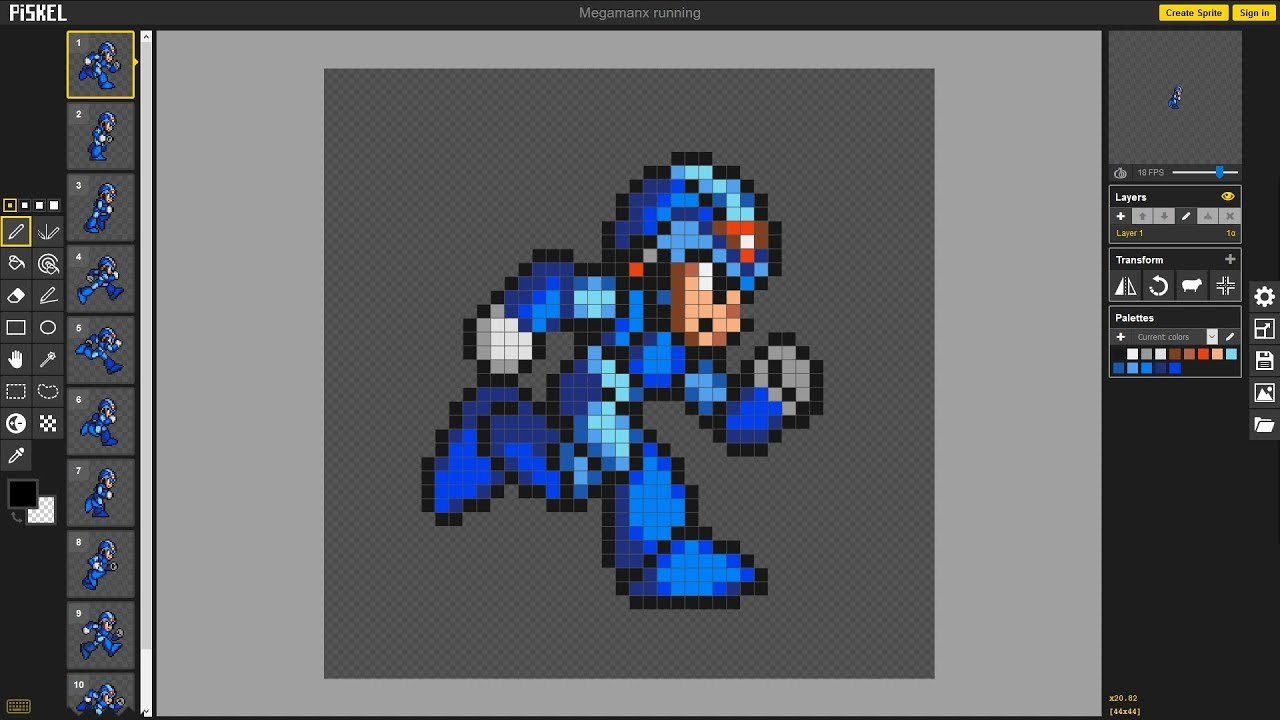 PiSKEL
Megamanx running
Create Sprite
Sign in
1
2
3
4
5
6
7
8
9
10
18 FPS
Layers
Layer 1
1α
Transform
Palettes
Current colors
x20.82
[44x44]